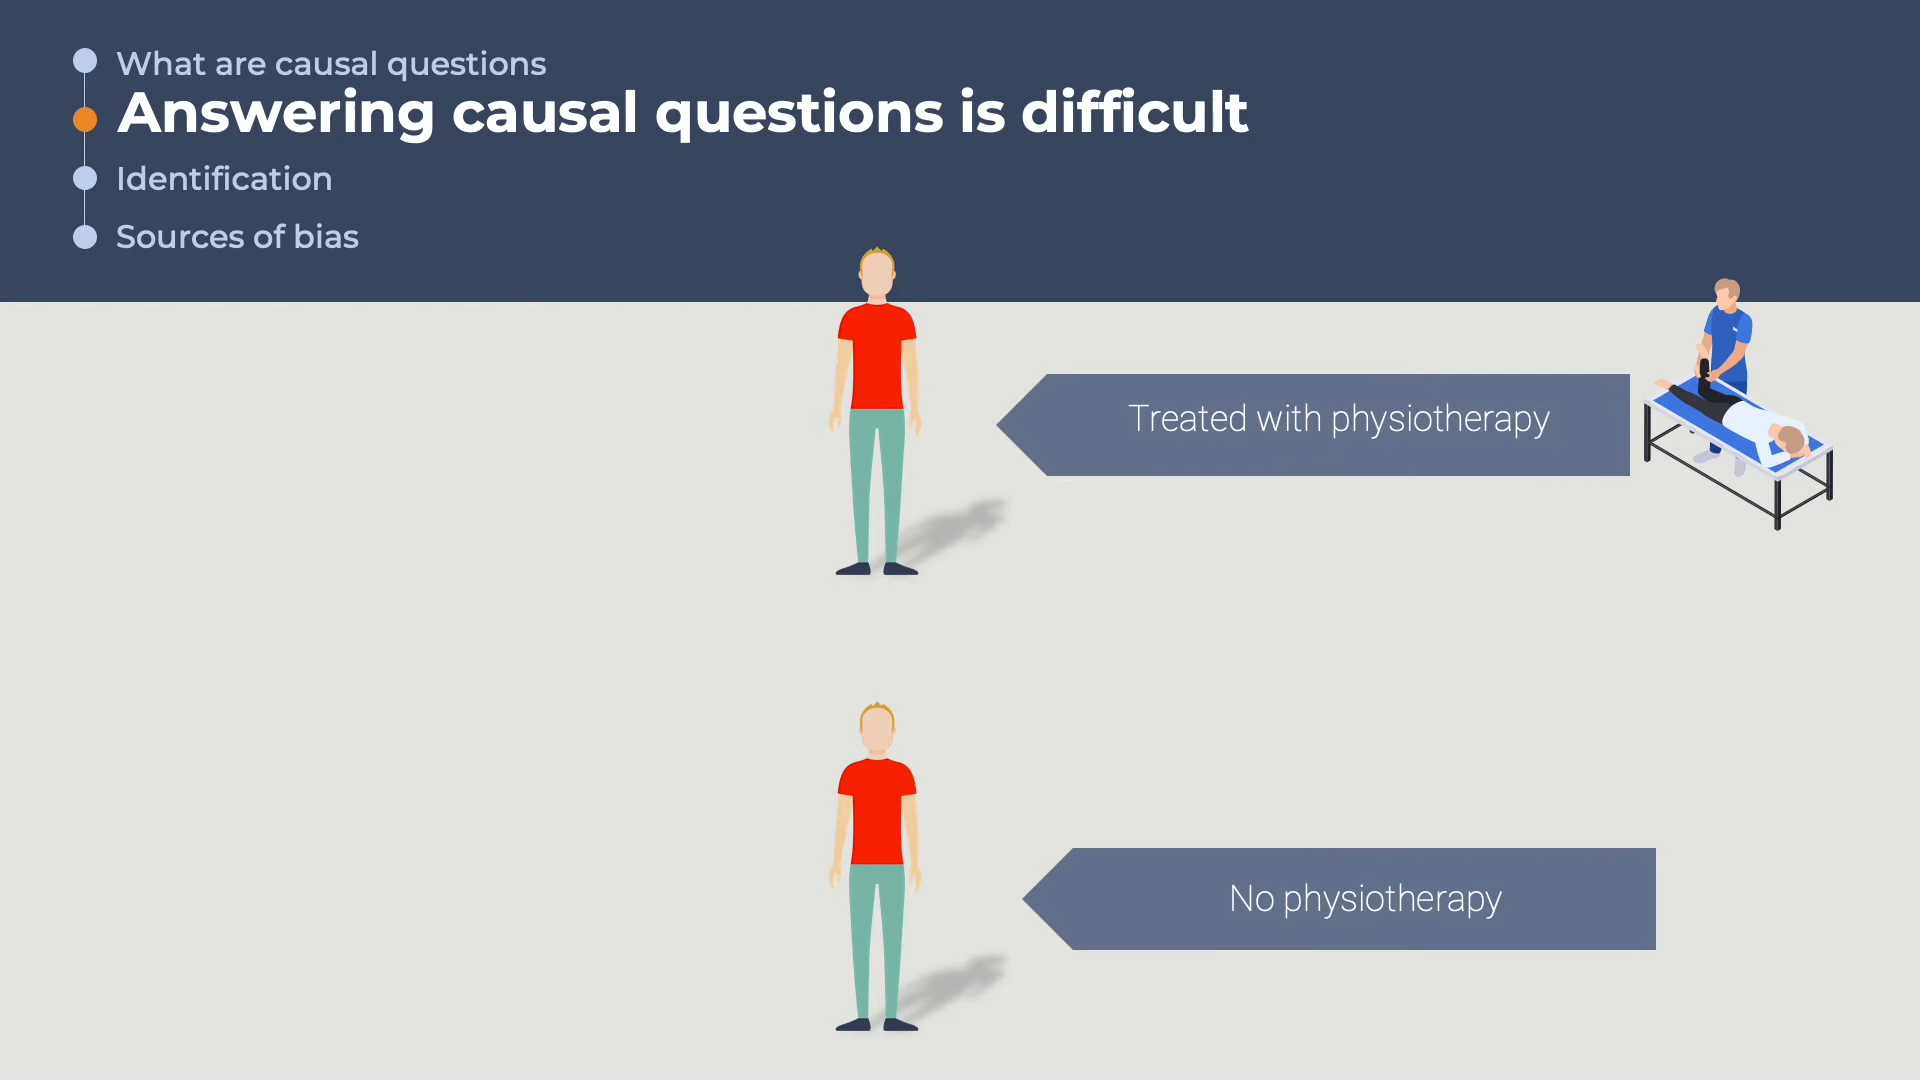 What are causal questions
Answering causal questions is difficult
Identification
Sources of bias
Treated with physiotherapy
No physiotherapy